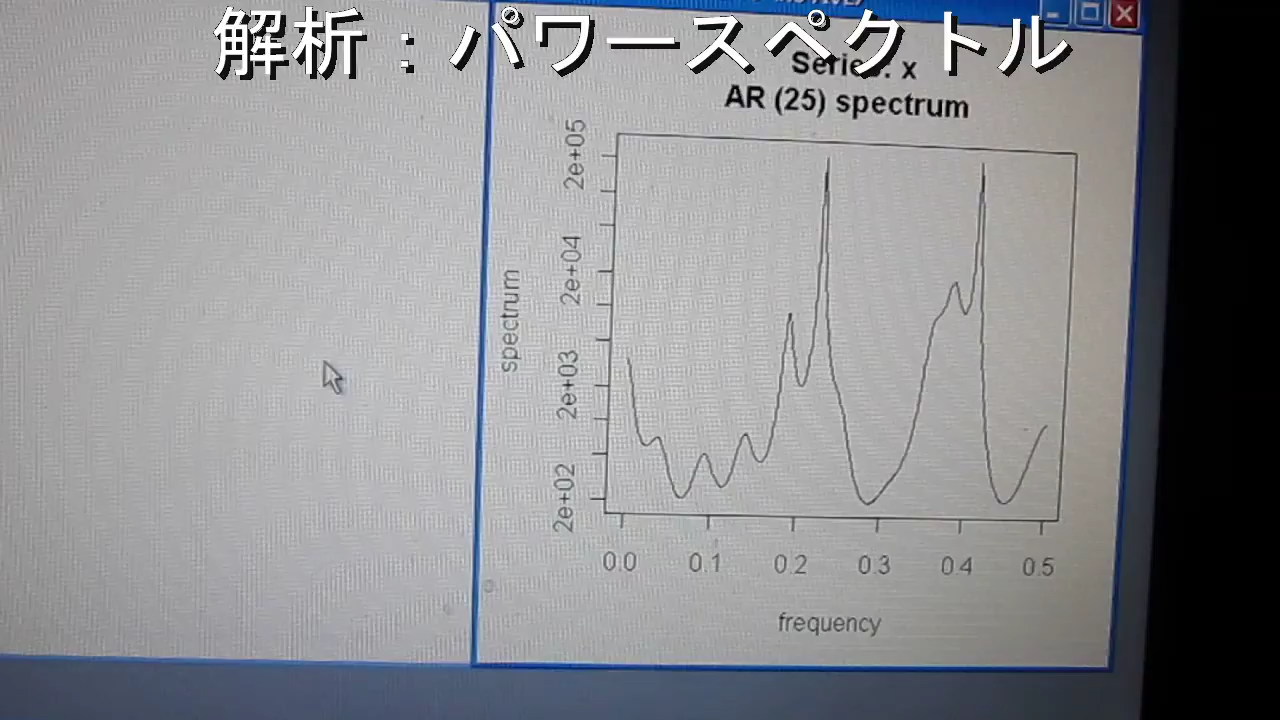 解析：パワースペクトル
Series: x
AR (25) spectrum
spectrum
2e+05
2e+04
2e+03
2e+02
0.0 0.1 0.2 0.3 0.4 0.5
frequency